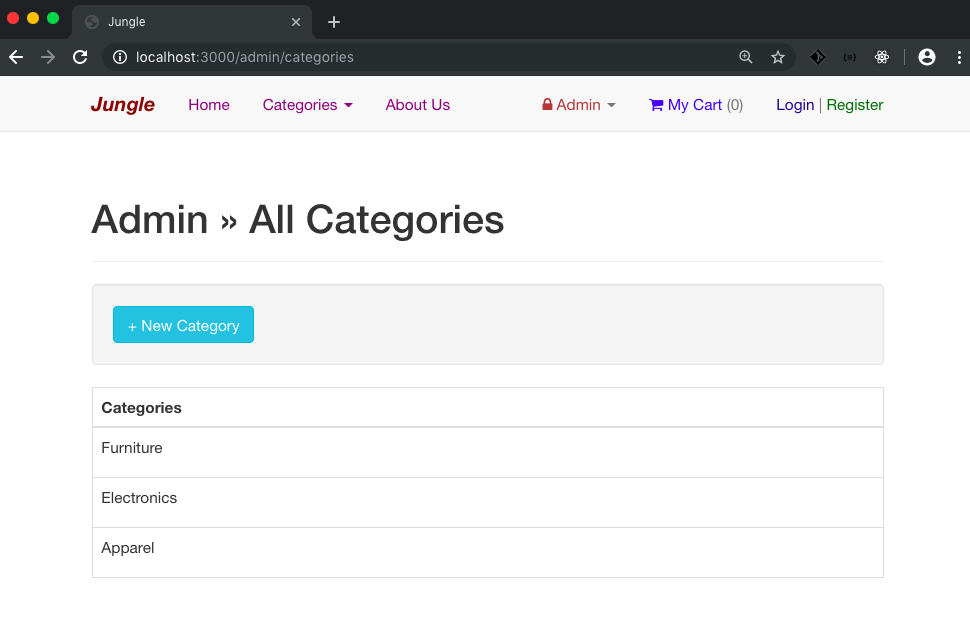 Jungle
localhost:3000/admin/categories
Jungle Home Categories About Us Admin My Cart (0) Login | Register
Admin » All Categories
+ New Category
Categories
Furniture
Electronics
Apparel